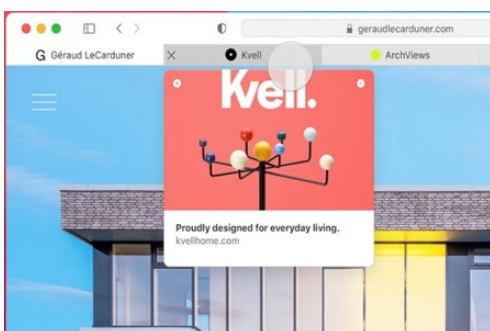 geraudlecarduner.com
G Géraud LeCarduner
Kvell
ArchViews
Kvell.
Proudly designed for everyday living.
kvellhome.com